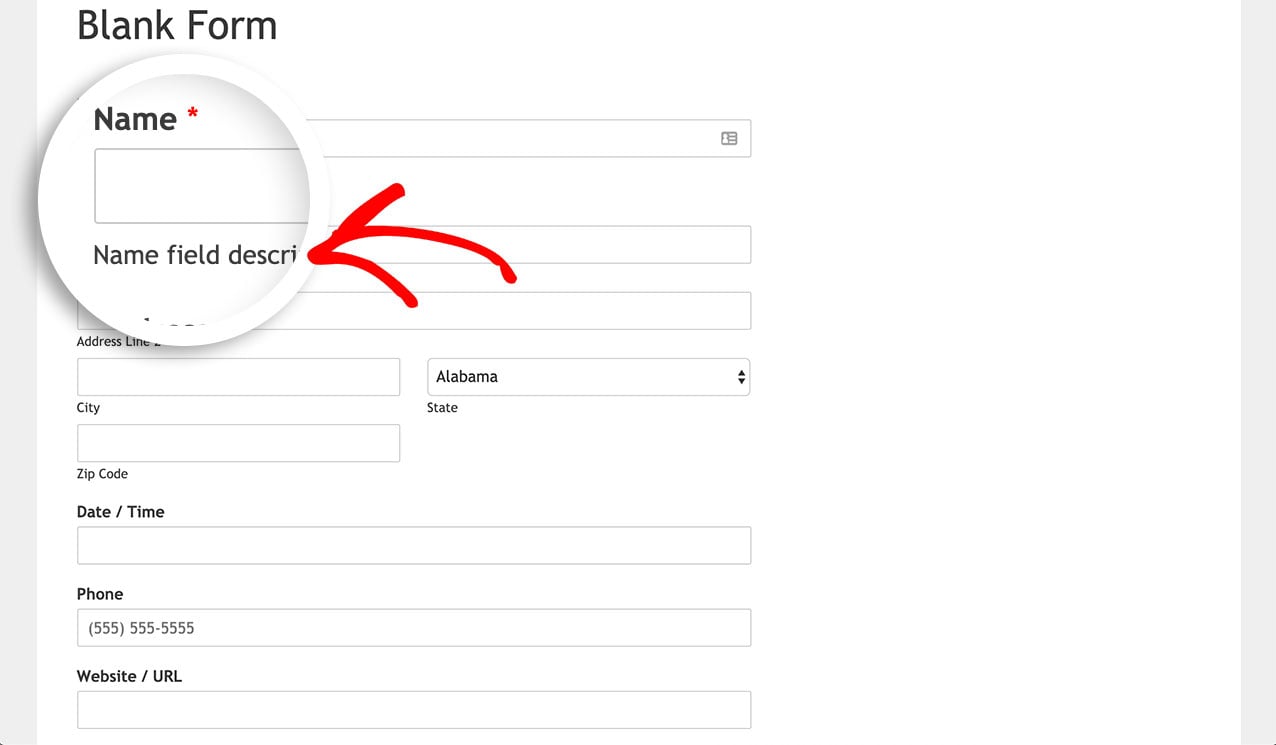 Blank Form
Name *
Name field descri
Address Line 2
Alabama
City
State
Zip Code
Date / Time
Phone
(555) 555-5555
Website / URL